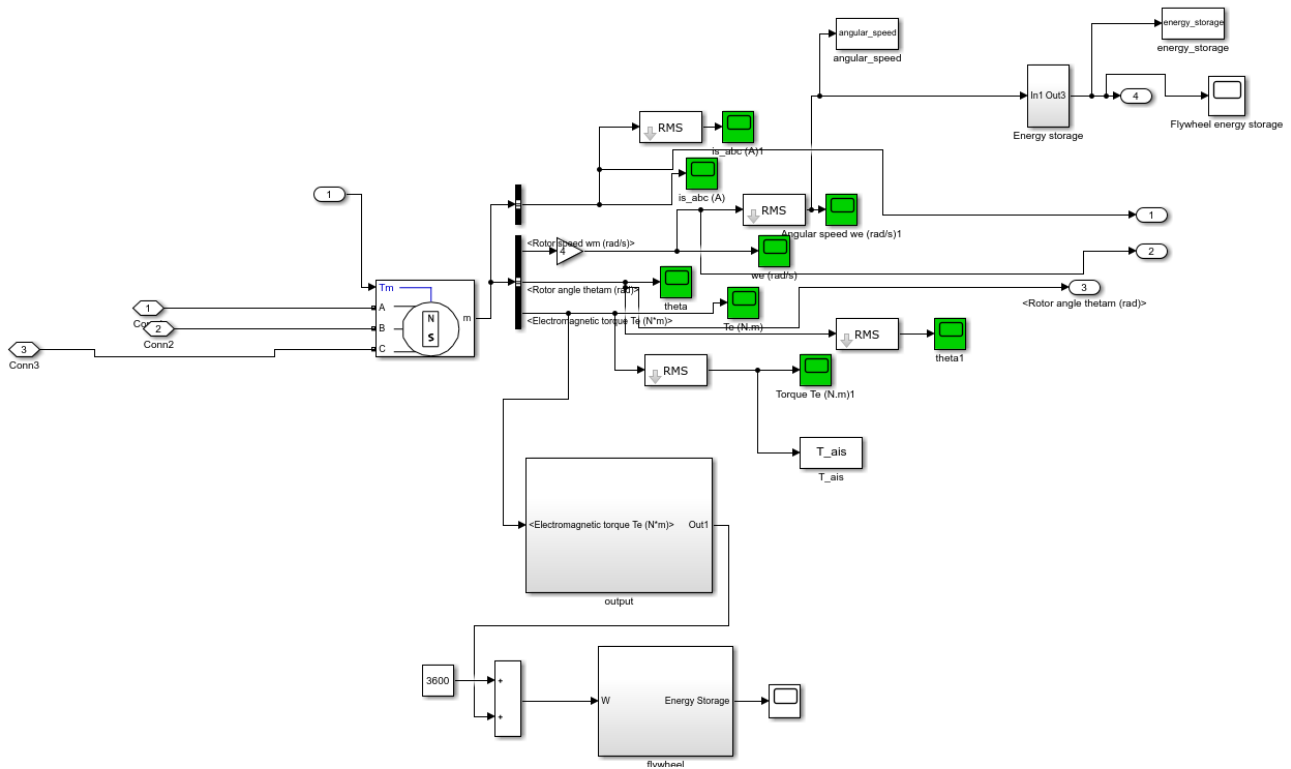 energy_storage
energy_storage
angular_speed
angular_speed
In1 Out3
Energy storage
4
Flywheel energy storage
RMS
is_abc (A)1
is_abc (A)
1
RMS
Angular speed we (rad/s)1
1
<Rotor speed wm (rad/s)>
4
we (rad/s)
2
<Rotor angle thetam (rad)>
theta
3
<Rotor angle thetam (rad)>
Tm
A
B
C
m
N
S
1
2
Conn2
3
Conn3
<Electromagnetic torque Te (N*m)>
Te (N.m)
RMS
theta1
RMS
Torque Te (N.m)1
T_ais
T_ais
<Electromagnetic torque Te (N*m)>
Out1
output
3600
+
+
W
Energy Storage
flywheel